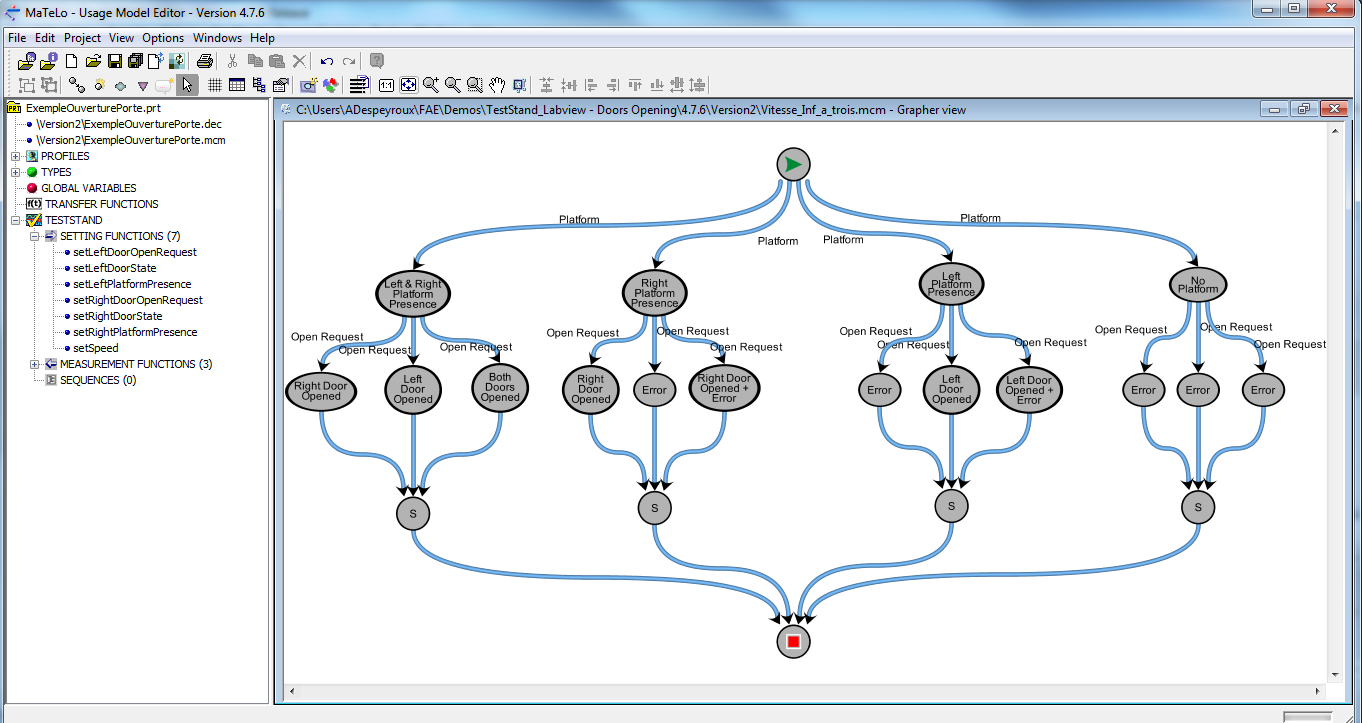 MaTeLo - Usage Model Editor - Version 4.7.6
File Edit Project View Options Windows Help
1:1
ExempleOuverturePorte.prt
\Version2\ExempleOuverturePorte.dec
\Version2\ExempleOuverturePorte.mcm
PROFILES
TYPES
GLOBAL VARIABLES
f(t) TRANSFER FUNCTIONS
TESTSTAND
SETTING FUNCTIONS (7)
setLeftDoorOpenRequest
setLeftDoorState
setLeftPlatformPresence
setRightDoorOpenRequest
setRightDoorState
setRightPlatformPresence
setSpeed
MEASUREMENT FUNCTIONS (3)
SEQUENCES (0)
C:\Users\ADespeyroux\FAE\Demos\TestStand_Labview - Doors Opening\4.7.6\Version2\Vitesse_Inf_a_trois.mcm - Grapher view
Platform
Platform
Platform
Platform
Left & Right
Platform
Presence
Right
Platform
Presence
Left
Platform
Presence
No
Platform
Open Request
Open Request
Open Request
Open Request
Open Request
Open Request
Open Request
Open Request
Open Request
Open Request
Open Request
Open Request
Right Door
Opened
Left
Door
Opened
Both
Doors
Opened
Right
Door
Opened
Error
Right Door
Opened +
Error
Error
Left
Door
Opened
Left Door
Opened +
Error
Error
Error
Error
S
S
S
S